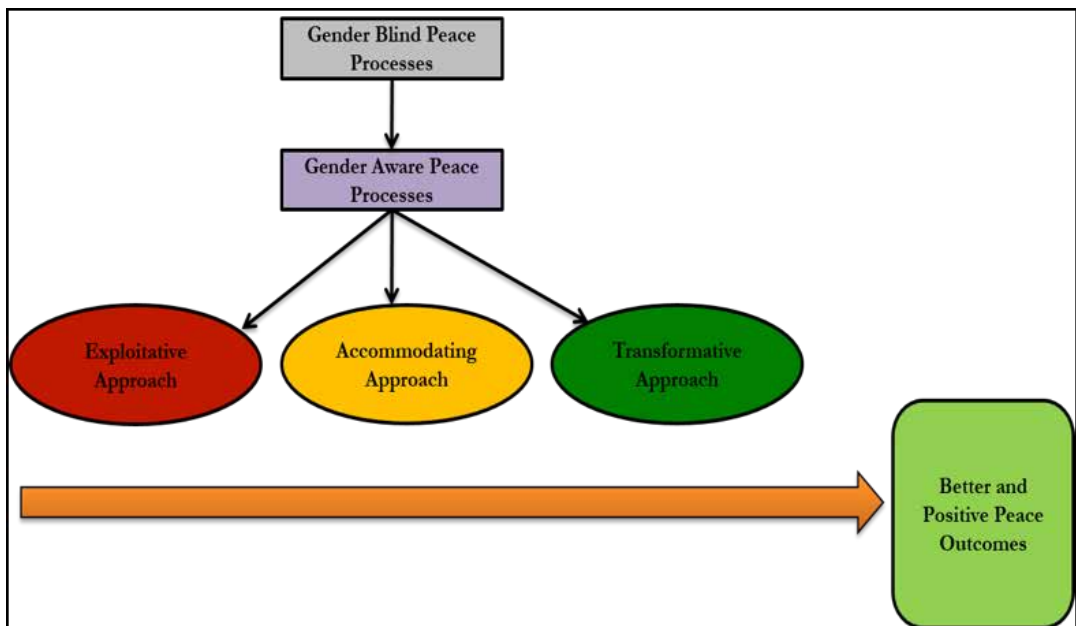 Gender Blind Peace
Processes
Gender Aware Peace
Processes
Exploitative
Approach
Accommodating
Approach
Transformative
Approach
Better and
Positive Peace
Outcomes